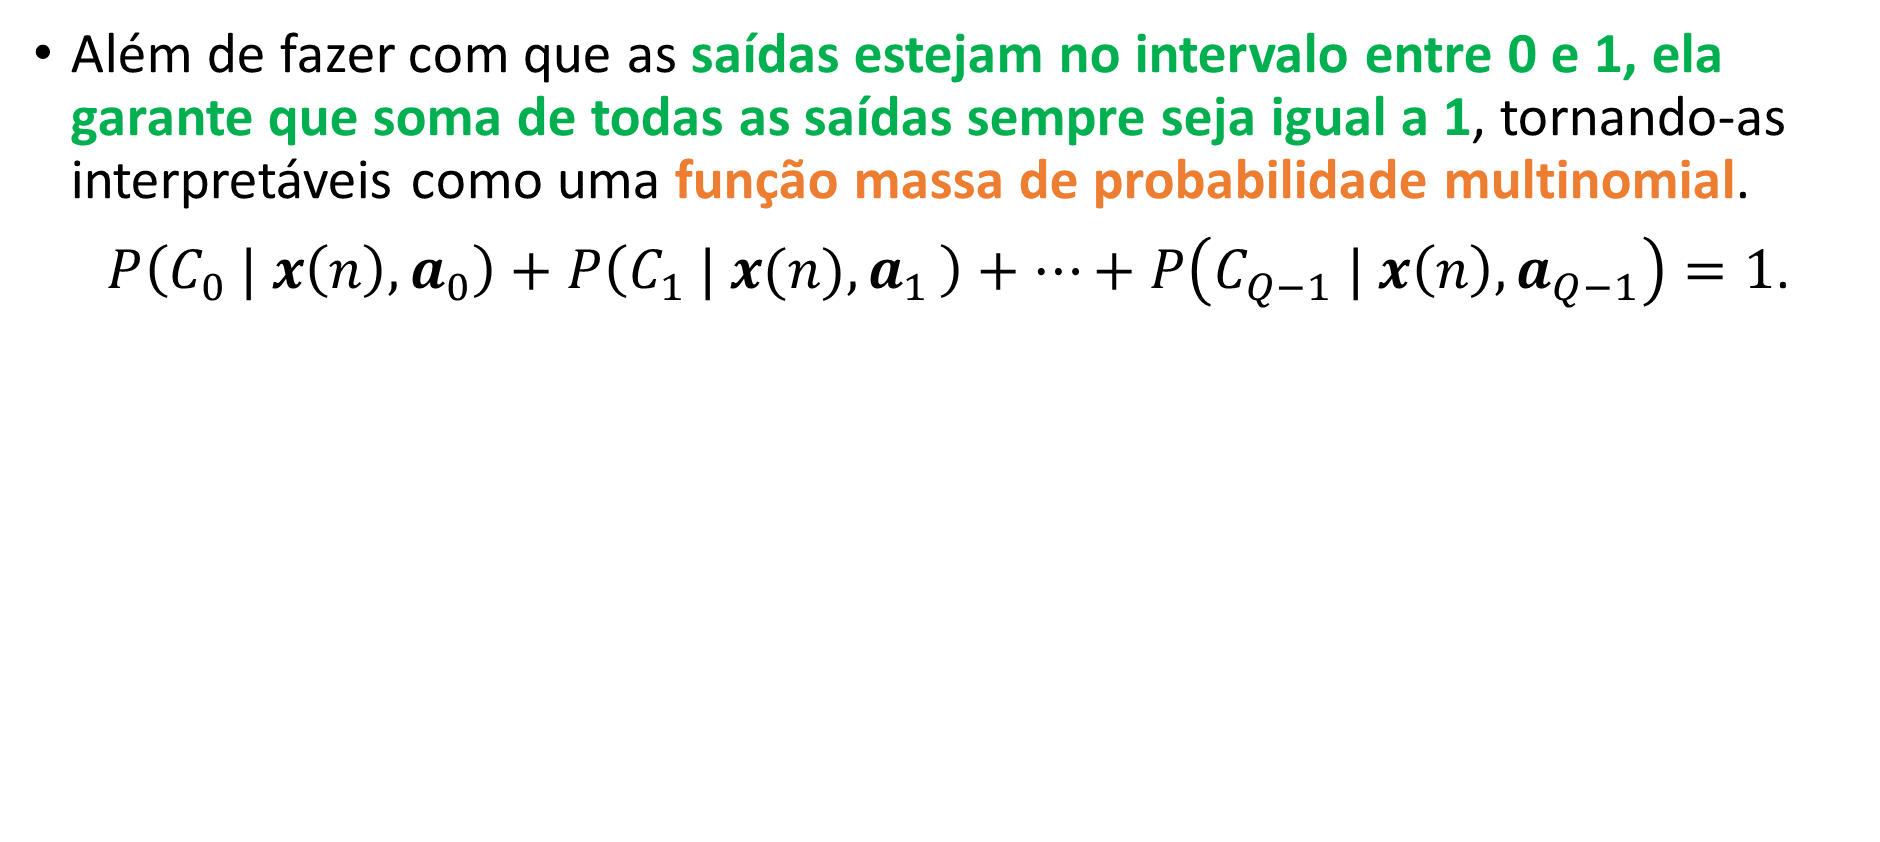 • Além de fazer com que as saídas estejam no intervalo entre 0 e 1, ela
garante que soma de todas as saídas sempre seja igual a 1, tornando-as
interpretáveis como uma função massa de probabilidade multinomial.
P(C₀ | x(n), a₀) + P(C₁ | x(n), a₁ ) + ⋯ + P(C_{Q−1} | x(n), a_{Q−1}) = 1.